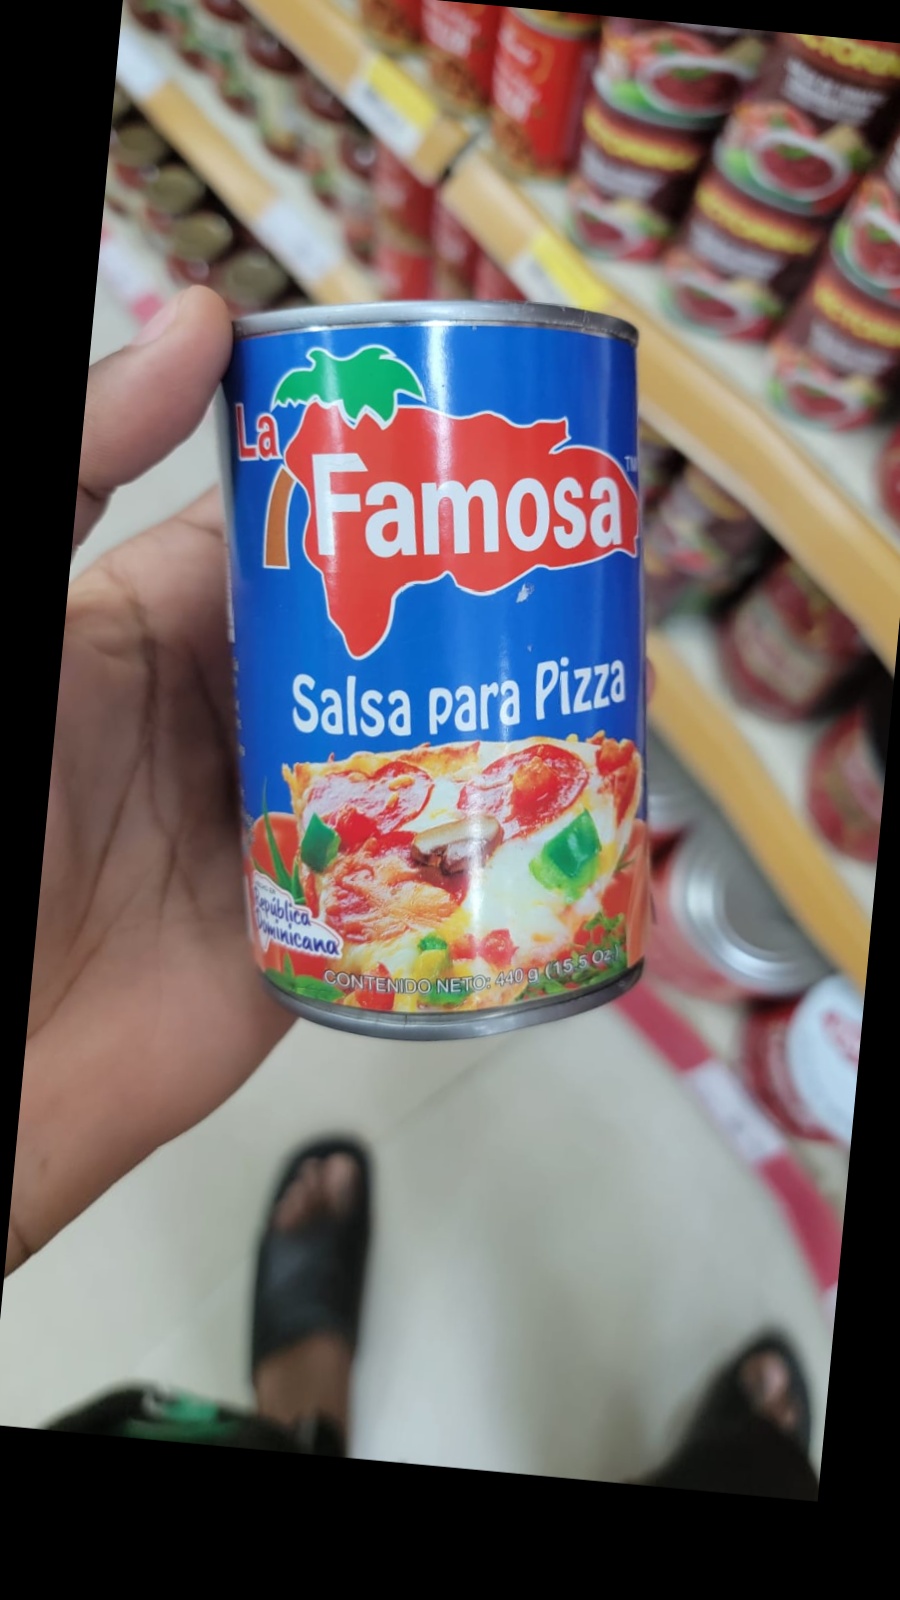 La
Famosa
TM
Salsa para Pizza
República
Dominicana
CONTENIDO NETO: 440 g (15.5 Oz.)